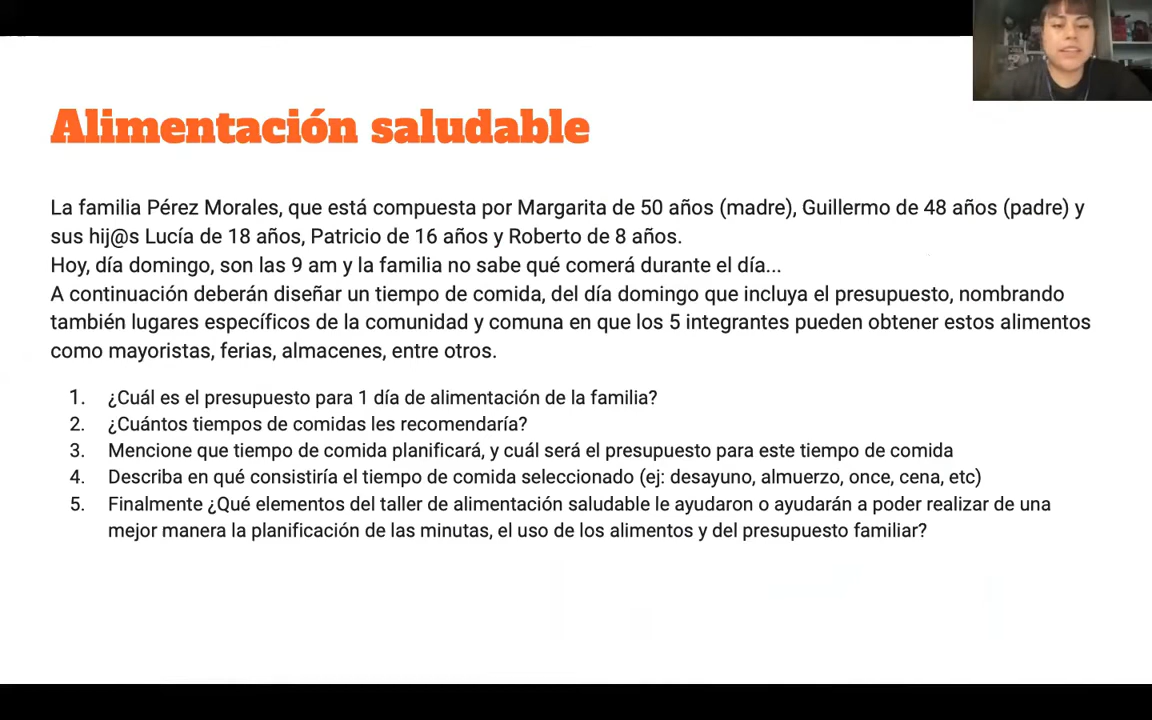 Alimentación saludable
La familia Pérez Morales, que está compuesta por Margarita de 50 años (madre), Guillermo de 48 años (padre) y
sus hij@s Lucía de 18 años, Patricio de 16 años y Roberto de 8 años.
Hoy, día domingo, son las 9 am y la familia no sabe qué comerá durante el día...
A continuación deberán diseñar un tiempo de comida, del día domingo que incluya el presupuesto, nombrando
también lugares específicos de la comunidad y comuna en que los 5 integrantes pueden obtener estos alimentos
como mayoristas, ferias, almacenes, entre otros.
1. ¿Cuál es el presupuesto para 1 día de alimentación de la familia?
2. ¿Cuántos tiempos de comidas les recomendaría?
3. Mencione que tiempo de comida planificará, y cuál será el presupuesto para este tiempo de comida
4. Describa en qué consistiría el tiempo de comida seleccionado (ej: desayuno, almuerzo, once, cena, etc)
5. Finalmente ¿Qué elementos del taller de alimentación saludable le ayudaron o ayudarán a poder realizar de una
mejor manera la planificación de las minutas, el uso de los alimentos y del presupuesto familiar?